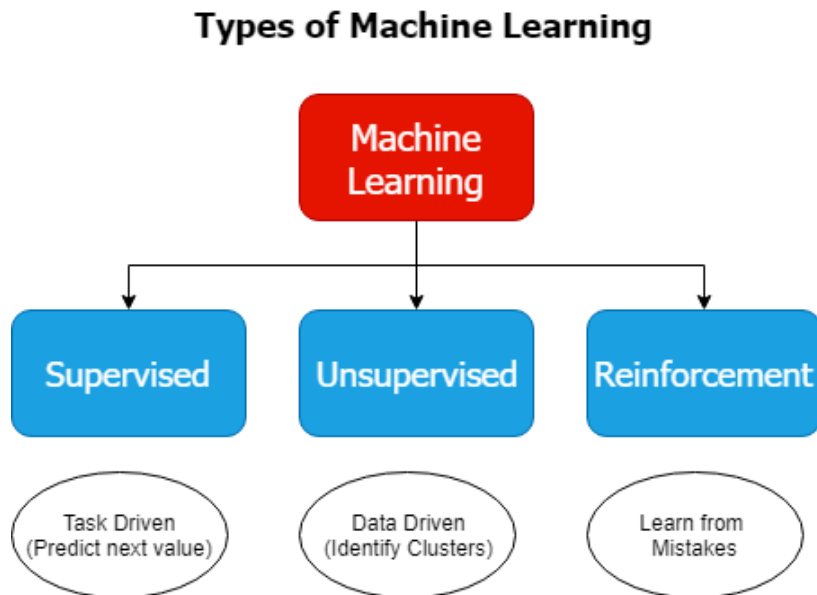 Types of Machine Learning
Machine
Learning
Supervised
Unsupervised
Reinforcement
Task Driven
(Predict next value)
Data Driven
(Identify Clusters)
Learn from
Mistakes